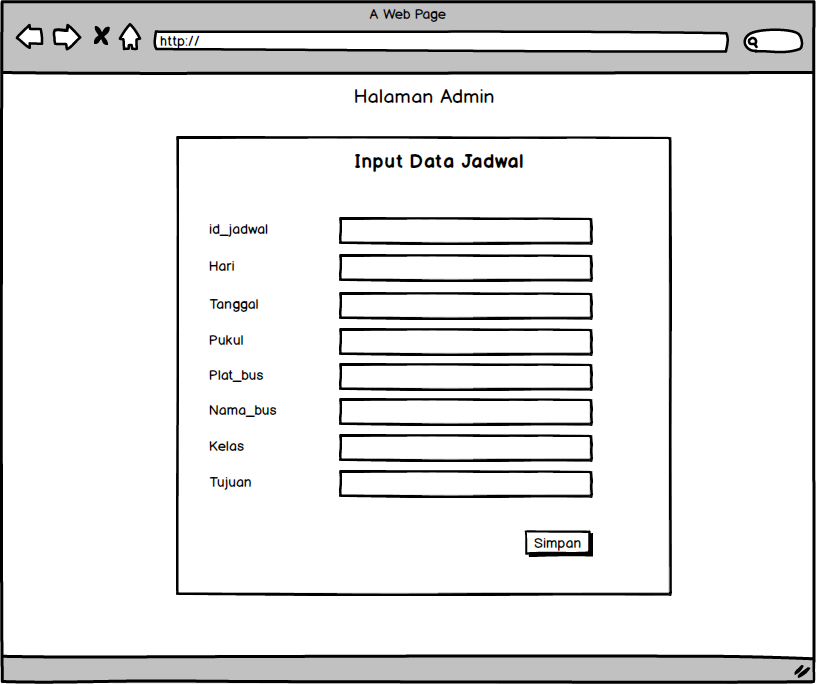 A Web Page
http://
Halaman Admin
Input Data Jadwal
id_jadwal
Hari
Tanggal
Pukul
Plat_bus
Nama_bus
Kelas
Tujuan
Simpan